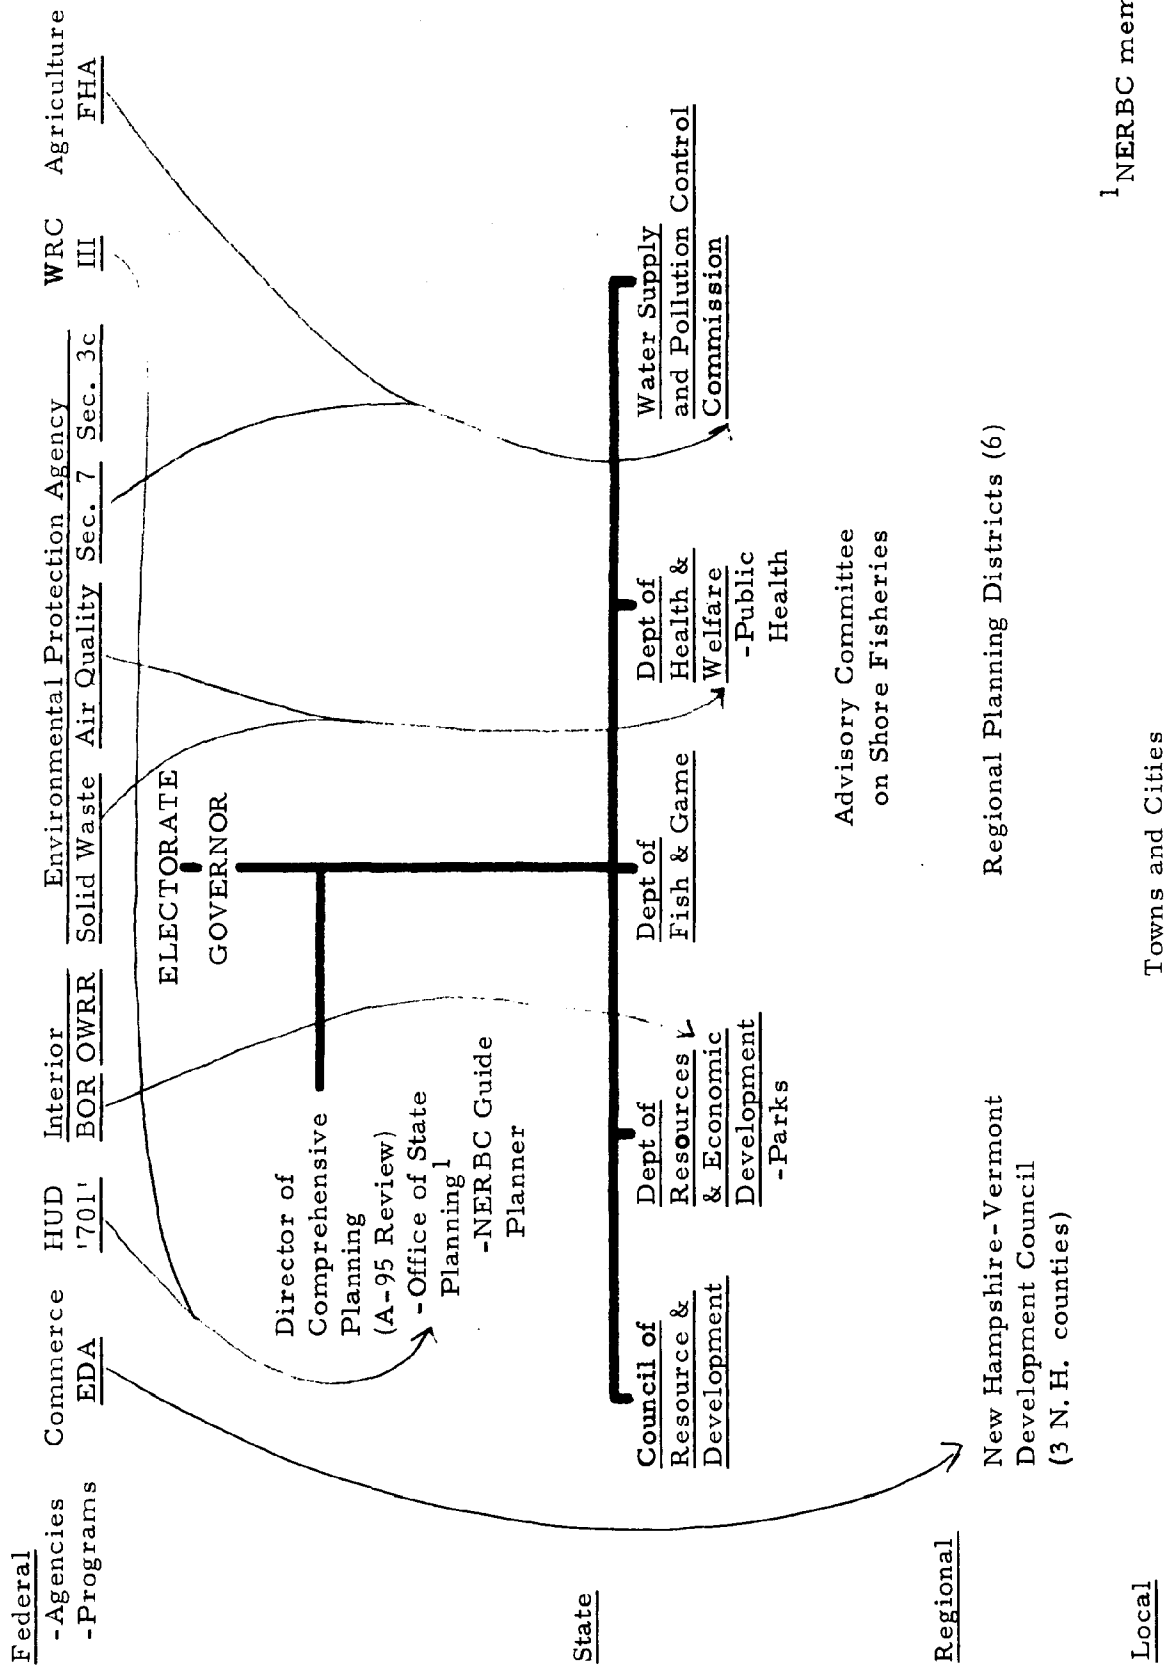 Federal
-Agencies
-Programs
Commerce
EDA
HUD
'701'
Interior
BOR OWRR
Environmental Protection Agency
Solid Waste Air Quality Sec. 7 Sec. 3c
WRC
III
Agriculture
FHA
ELECTORATE
GOVERNOR
Director of
Comprehensive
Planning
(A-95 Review)
-Office of State
Planning1
-NERBC Guide
Planner
State
Council of
Resource &
Development
Dept of
Resources
& Economic
Development
-Parks
Dept of
Fish & Game
Dept of
Health &
Welfare
-Public
Health
Water Supply
and Pollution Control
Commission
Advisory Committee
on Shore Fisheries
Regional
New Hampshire-Vermont
Development Council
(3 N. H. counties)
Regional Planning Districts (6)
Local
Towns and Cities
1NERBC